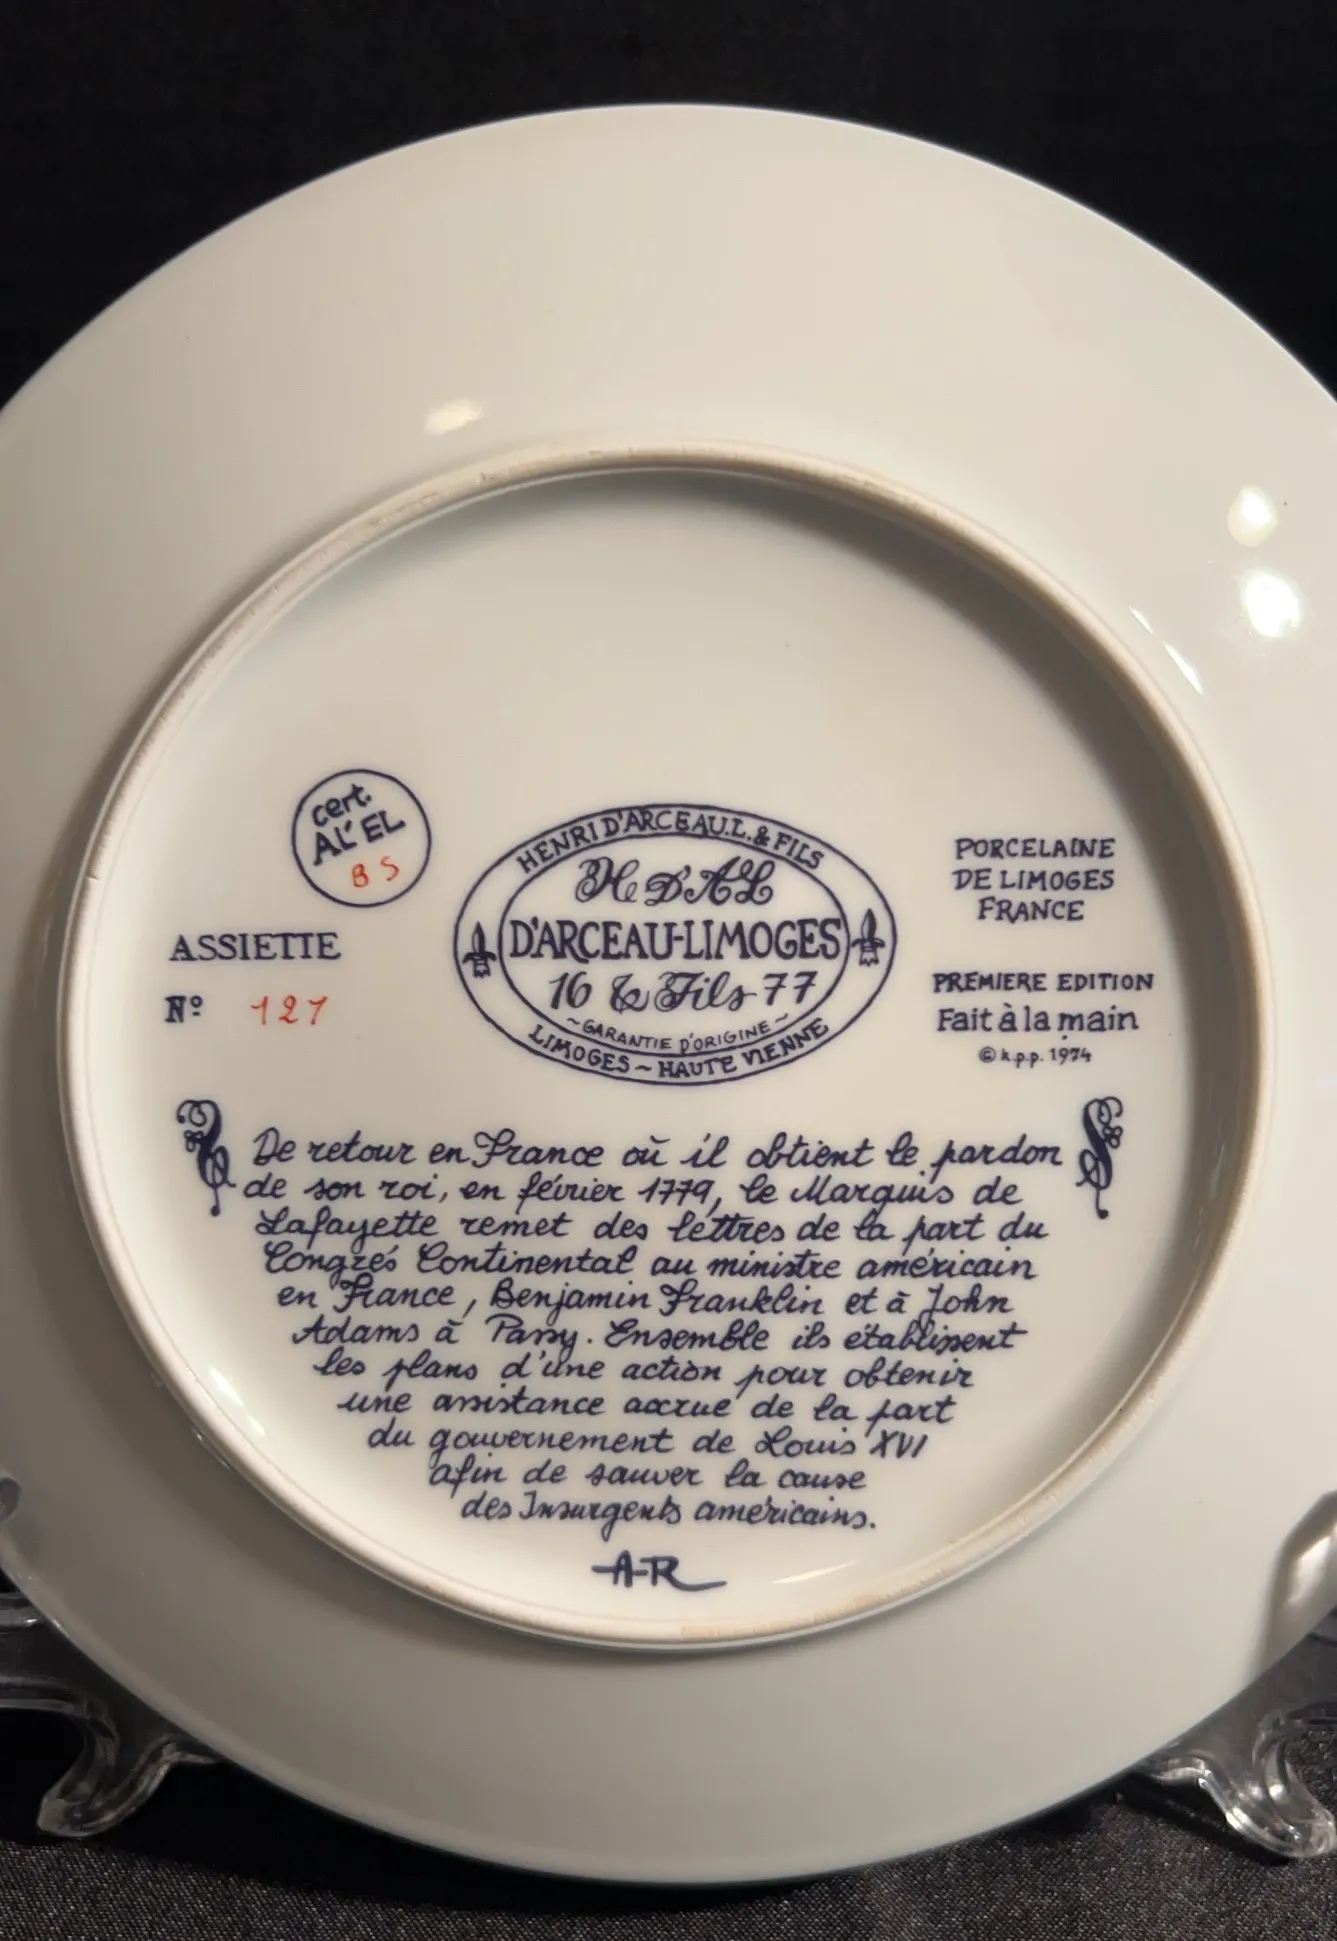 cert.
AL' EL
B S
ASSIETTE
Nº 121
HENRI D'ARCEAU.L. & FILS
H D'A L
D'ARCEAU-LIMOGES
16 & Fils 77
~GARANTIE D'ORIGINE~
LIMOGES ~ HAUTE VIENNE
PORCELAINE
DE LIMOGES
FRANCE
PREMIERE EDITION
Fait à la main
© k.p.p. 1974
De retour en France où il obtient le pardon
de son roi, en février 1779, le Marquis de
Lafayette remet des lettres de la part du
Congrés Continental au ministre américain
en France, Benjamin Franklin et à John
Adams à Passy. Ensemble ils établissent
les plans d'une action pour obtenir
une assistance accrue de la part
du gouvernement de Louis XVI
afin de sauver la cause
des Insurgents américains.
A-R